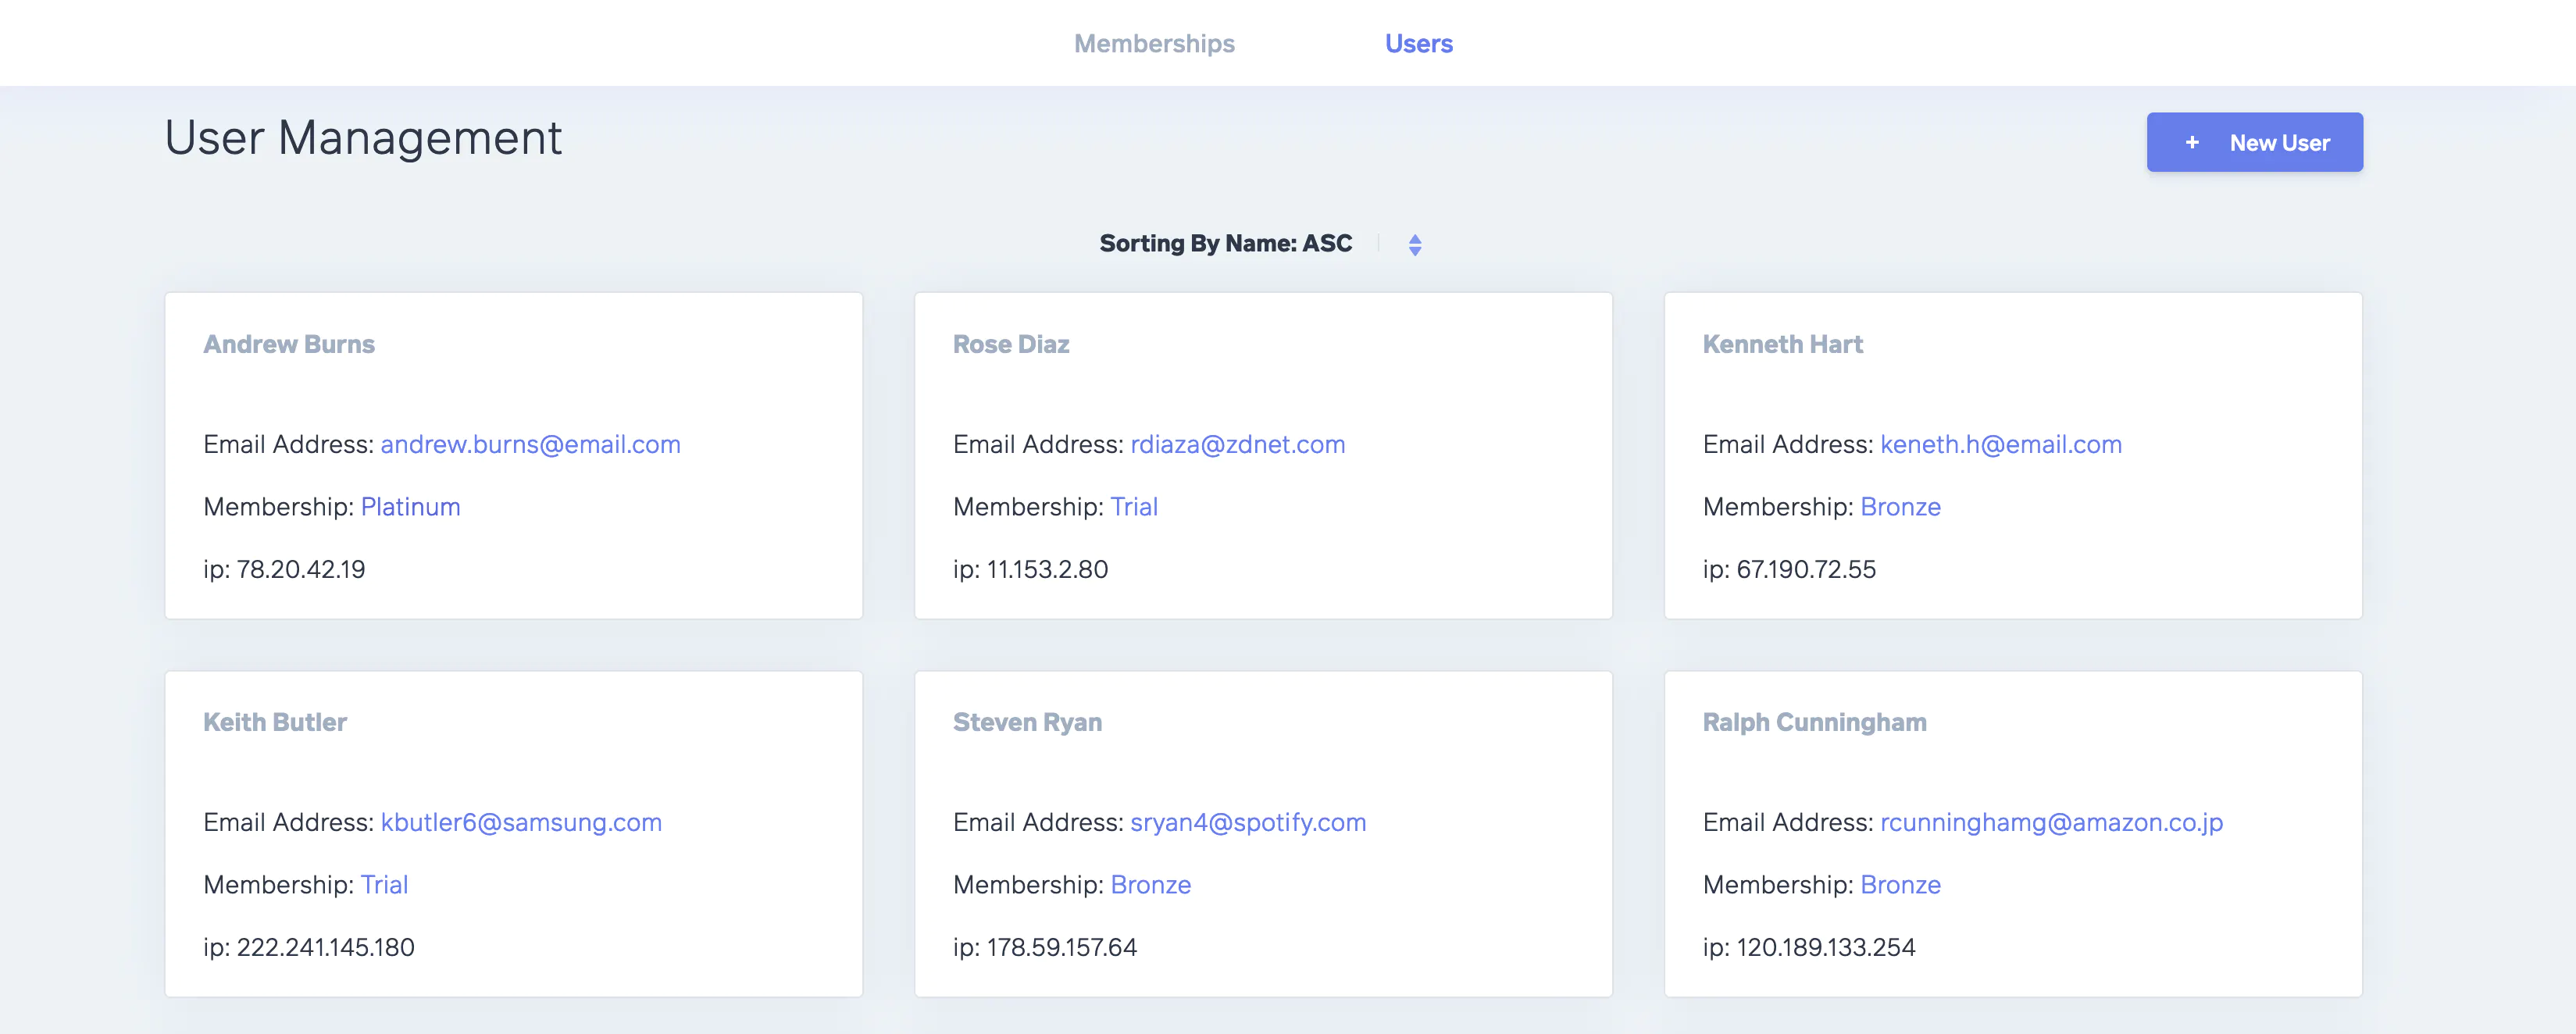 Memberships
Users
User Management
+ New User
Sorting By Name: ASC
Andrew Burns
Email Address: andrew.burns@email.com
Membership: Platinum
ip: 78.20.42.19
Rose Diaz
Email Address: rdiaza@zdnet.com
Membership: Trial
ip: 11.153.2.80
Kenneth Hart
Email Address: keneth.h@email.com
Membership: Bronze
ip: 67.190.72.55
Keith Butler
Email Address: kbutler6@samsung.com
Membership: Trial
ip: 222.241.145.180
Steven Ryan
Email Address: sryan4@spotify.com
Membership: Bronze
ip: 178.59.157.64
Ralph Cunningham
Email Address: rcunninghamg@amazon.co.jp
Membership: Bronze
ip: 120.189.133.254